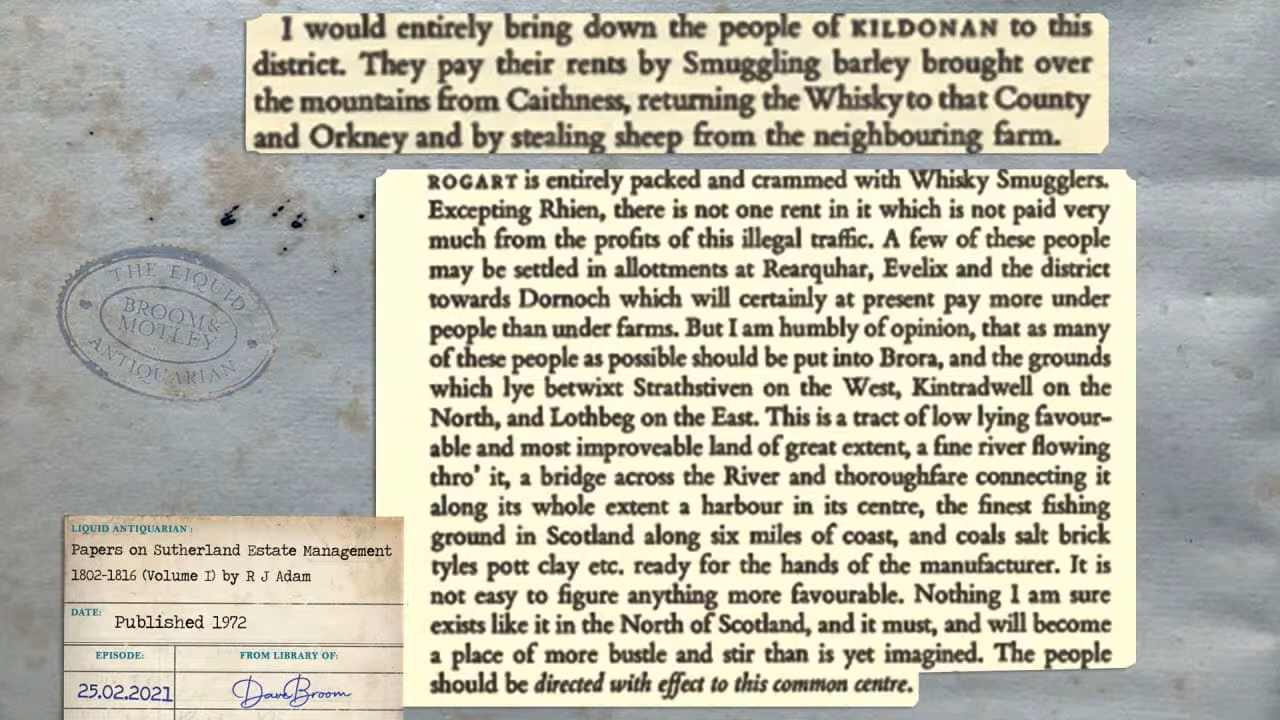 I would entirely bring down the people of KILDONAN to this
district. They pay their rents by Smuggling barley brought over
the mountains from Caithness, returning the Whisky to that County
and Orkney and by stealing sheep from the neighbouring farm.
ROGART is entirely packed and crammed with Whisky Smugglers.
Excepting Rhien, there is not one rent in it which is not paid very
much from the profits of this illegal traffic. A few of these people
may be settled in allottments at Rearquhar, Evelix and the district
towards Dornoch which will certainly at present pay more under
people than under farms. But I am humbly of opinion, that as many
of these people as possible should be put into Brora, and the grounds
which lye betwixt Strathstiven on the West, Kintradwell on the
North, and Lothbeg on the East. This is a tract of low lying favour-
able and most improveable land of great extent, a fine river flowing
thro' it, a bridge across the River and thoroughfare connecting it
along its whole extent a harbour in its centre, the finest fishing
ground in Scotland along six miles of coast, and coals salt brick
tyles pott clay etc. ready for the hands of the manufacturer. It is
not easy to figure anything more favourable. Nothing I am sure
exists like it in the North of Scotland, and it must, and will become
a place of more bustle and stir than is yet imagined. The people
should be directed with effect to this common centre.
THE LIQUID
BROOM &
MOTLEY
ANTIQUARIAN
LIQUID ANTIQUARIAN:
Papers on Sutherland Estate Management
1802-1816 (Volume I) by R J Adam
DATE: Published 1972
EPISODE: FROM LIBRARY OF:
25.02.2021 Dave Broom